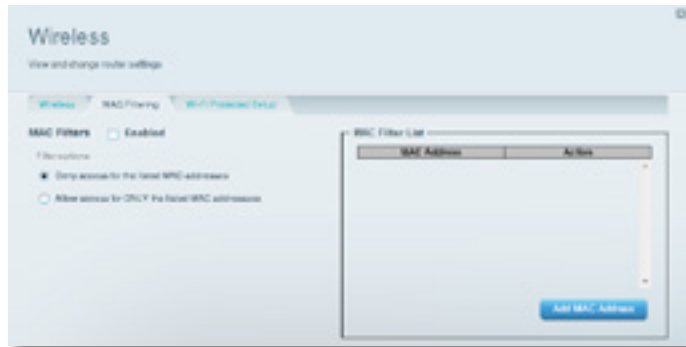 Wireless
View and change router settings
Wireless
MAC Filtering
Wi-Fi Protected Setup
MAC Filters
Enabled
Filter options
Deny access for the listed MAC addresses
Allow access for ONLY the listed MAC addresses
MAC Filter List
MAC Address
Action
Add MAC Address